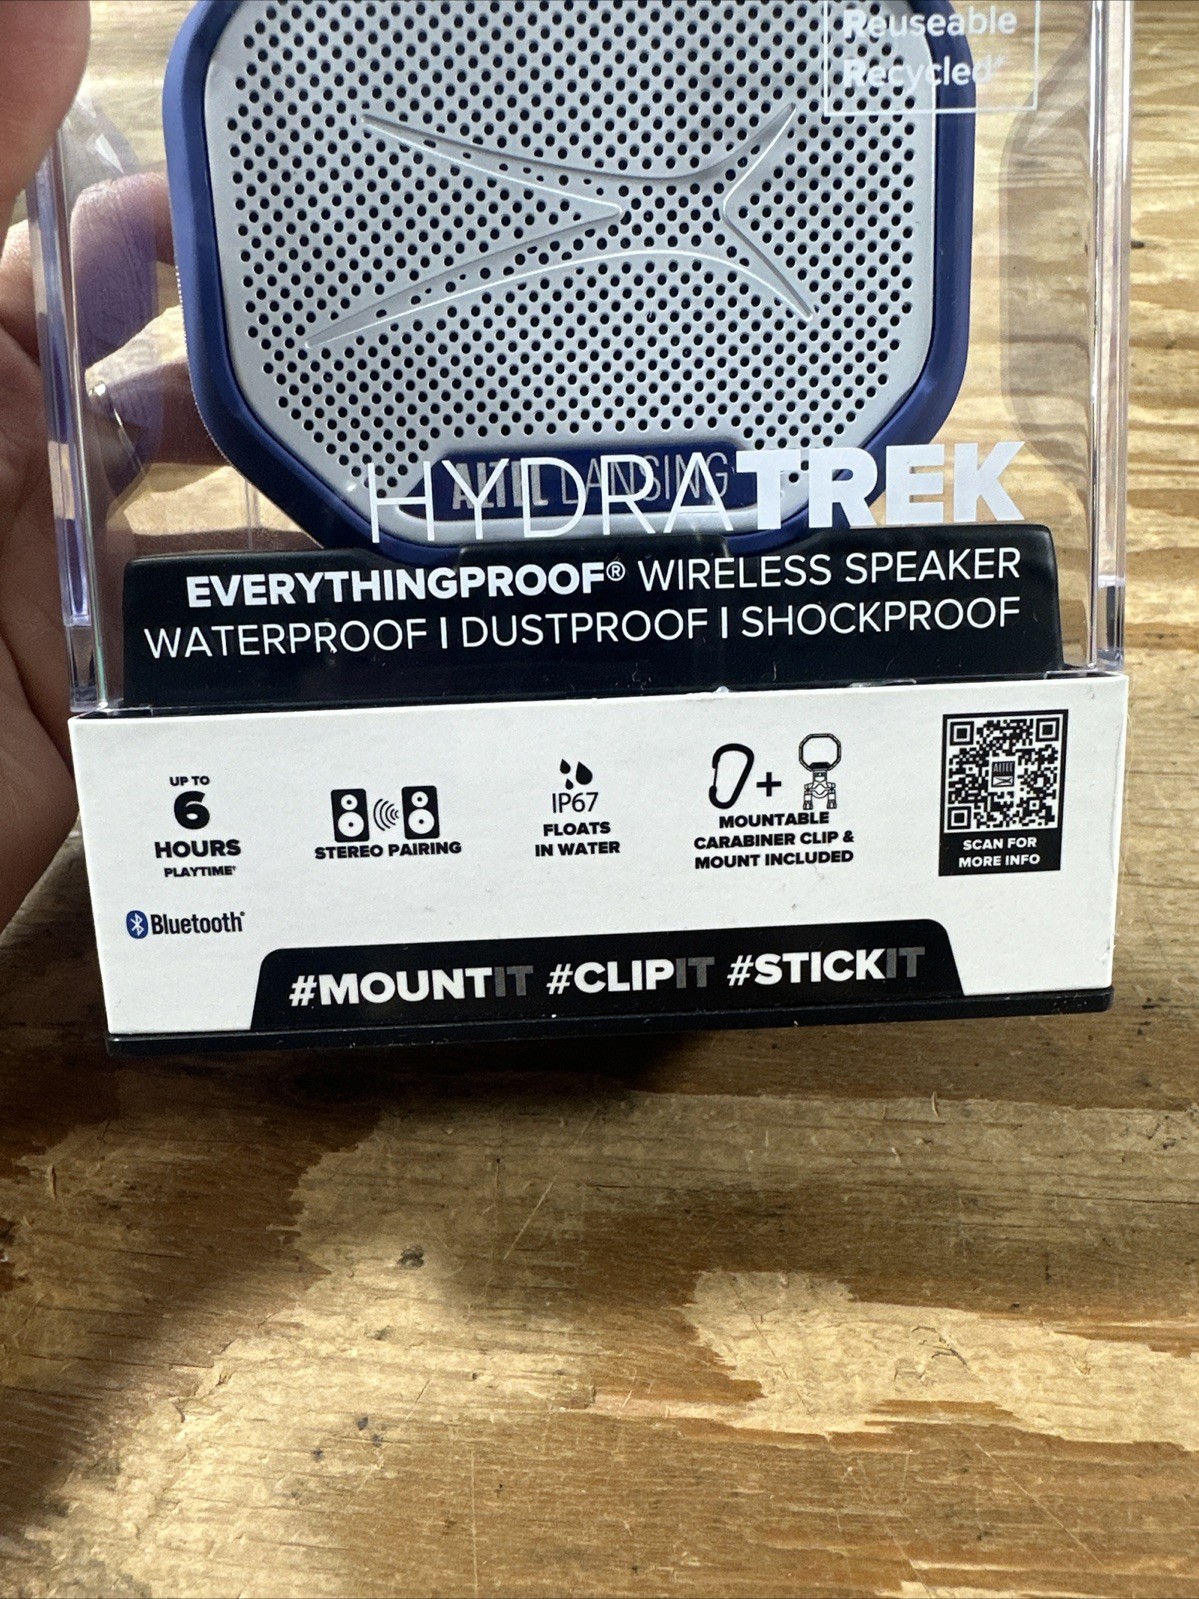 Reuseable
Recycled*
ALTEC LANSING
HYDRATREK
EVERYTHINGPROOF® WIRELESS SPEAKER
WATERPROOF | DUSTPROOF | SHOCKPROOF
UP TO
6
HOURS
PLAYTIME†
STEREO PAIRING
IP67
FLOATS
IN WATER
+
MOUNTABLE
CARABINER CLIP &
MOUNT INCLUDED
ALTEC
SCAN FOR
MORE INFO
Bluetooth®
#MOUNTIT #CLIPIT #STICKIT